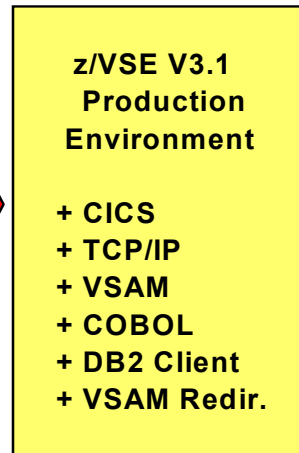 z/VSE V3.1
Production
Environment
+ CICS
+ TCP/IP
+ VSAM
+ COBOL
+ DB2 Client
+ VSAM Redir.